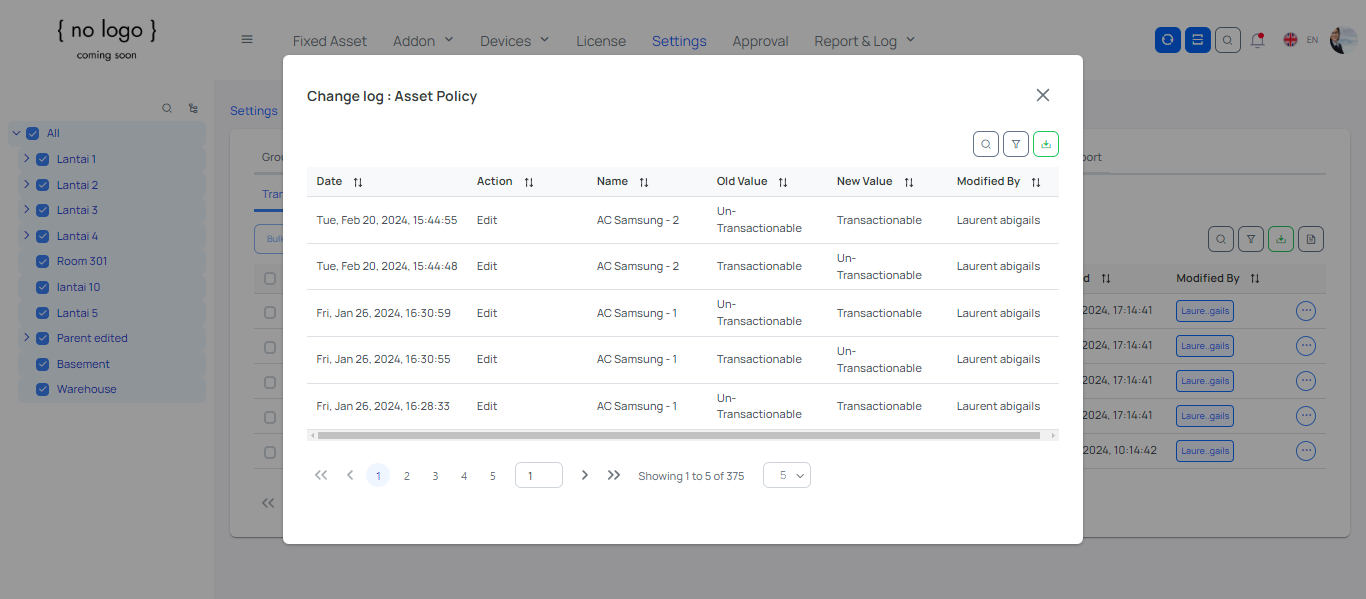 { no logo }
coming soon
Fixed Asset
Addon
Devices
License
Settings
Approval
Report & Log
EN
All
Lantai 1
Lantai 2
Lantai 3
Lantai 4
Room 301
lantai 10
Lantai 5
Parent edited
Basement
Warehouse
Settings
Change log : Asset Policy
Date Action Name Old Value New Value Modified By
Tue, Feb 20, 2024, 15:44:55 Edit AC Samsung - 2 Un-Transactionable Transactionable Laurent abigails
Tue, Feb 20, 2024, 15:44:48 Edit AC Samsung - 2 Transactionable Un-Transactionable Laurent abigails
Fri, Jan 26, 2024, 16:30:59 Edit AC Samsung - 1 Un-Transactionable Transactionable Laurent abigails
Fri, Jan 26, 2024, 16:30:55 Edit AC Samsung - 1 Transactionable Un-Transactionable Laurent abigails
Fri, Jan 26, 2024, 16:28:33 Edit AC Samsung - 1 Un-Transactionable Transactionable Laurent abigails
1 2 3 4 5 1 Showing 1 to 5 of 375 5
Modified By
2024, 17:14:41 Laure..gails
2024, 17:14:41 Laure..gails
2024, 17:14:41 Laure..gails
2024, 17:14:41 Laure..gails
2024, 10:14:42 Laure..gails